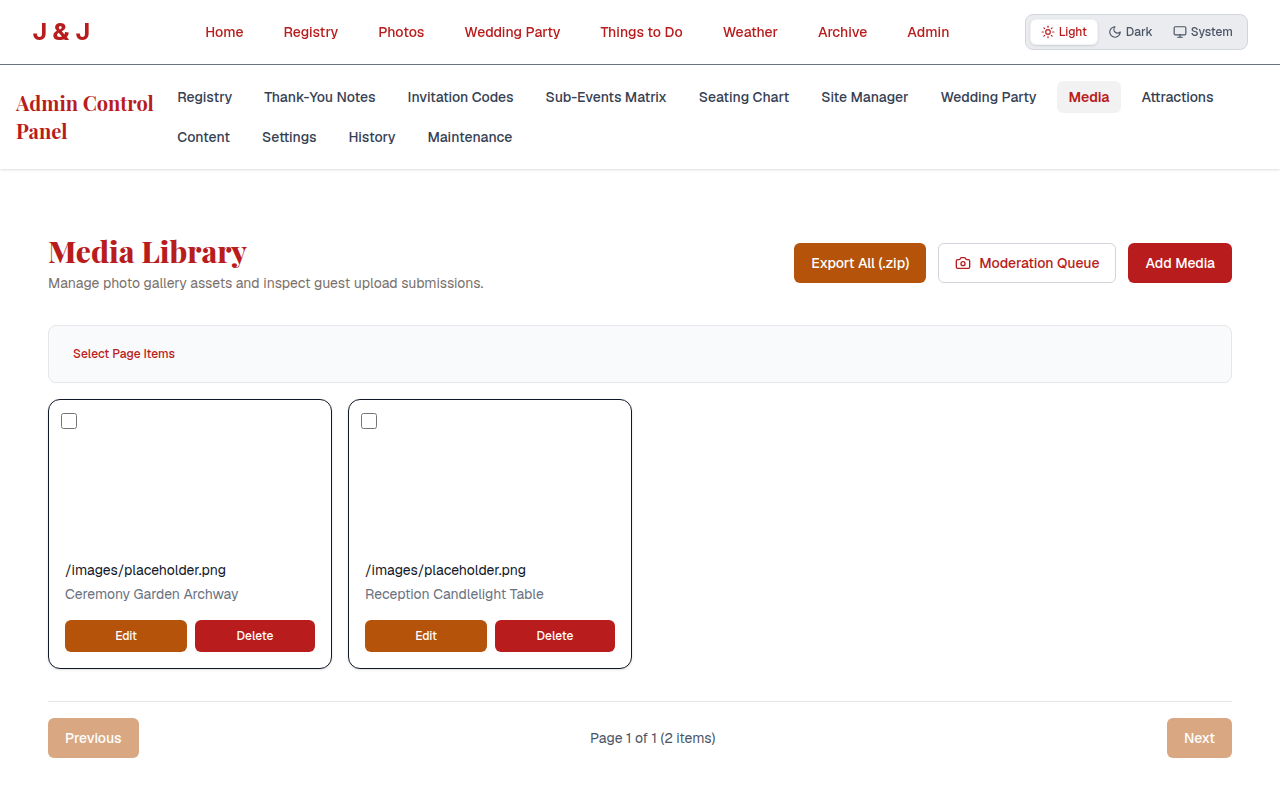 J & J
Home Registry Photos Wedding Party Things to Do Weather Archive Admin
Light Dark System
Admin Control
Panel
Registry Thank-You Notes Invitation Codes Sub-Events Matrix Seating Chart Site Manager Wedding Party Media Attractions
Content Settings History Maintenance
Media Library
Manage photo gallery assets and inspect guest upload submissions.
Export All (.zip) Moderation Queue Add Media
Select Page Items
/images/placeholder.png
Ceremony Garden Archway
Edit Delete
/images/placeholder.png
Reception Candlelight Table
Edit Delete
Previous Page 1 of 1 (2 items) Next